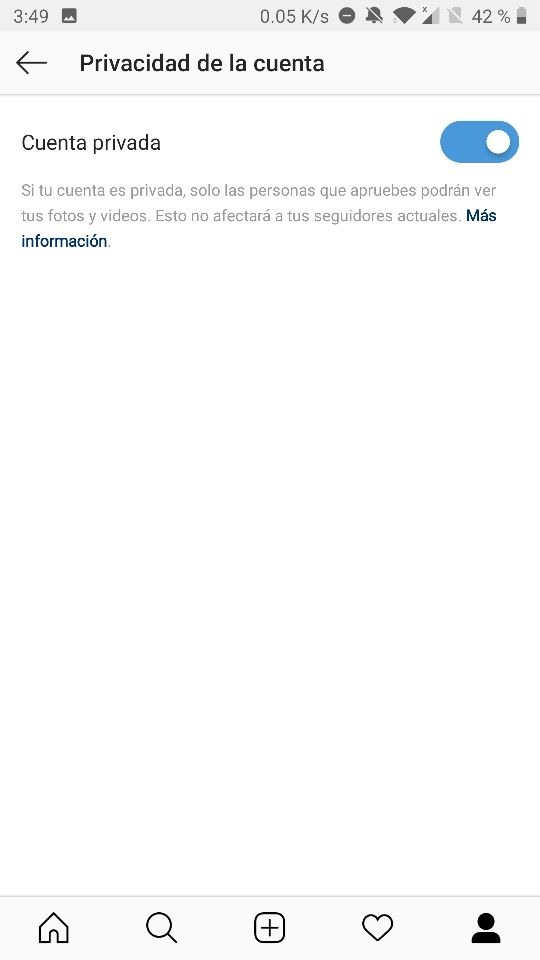 3:49 0.05 K/s 42 %
Privacidad de la cuenta
Cuenta privada
Si tu cuenta es privada, solo las personas que apruebes podrán ver
tus fotos y videos. Esto no afectará a tus seguidores actuales. Más
información.